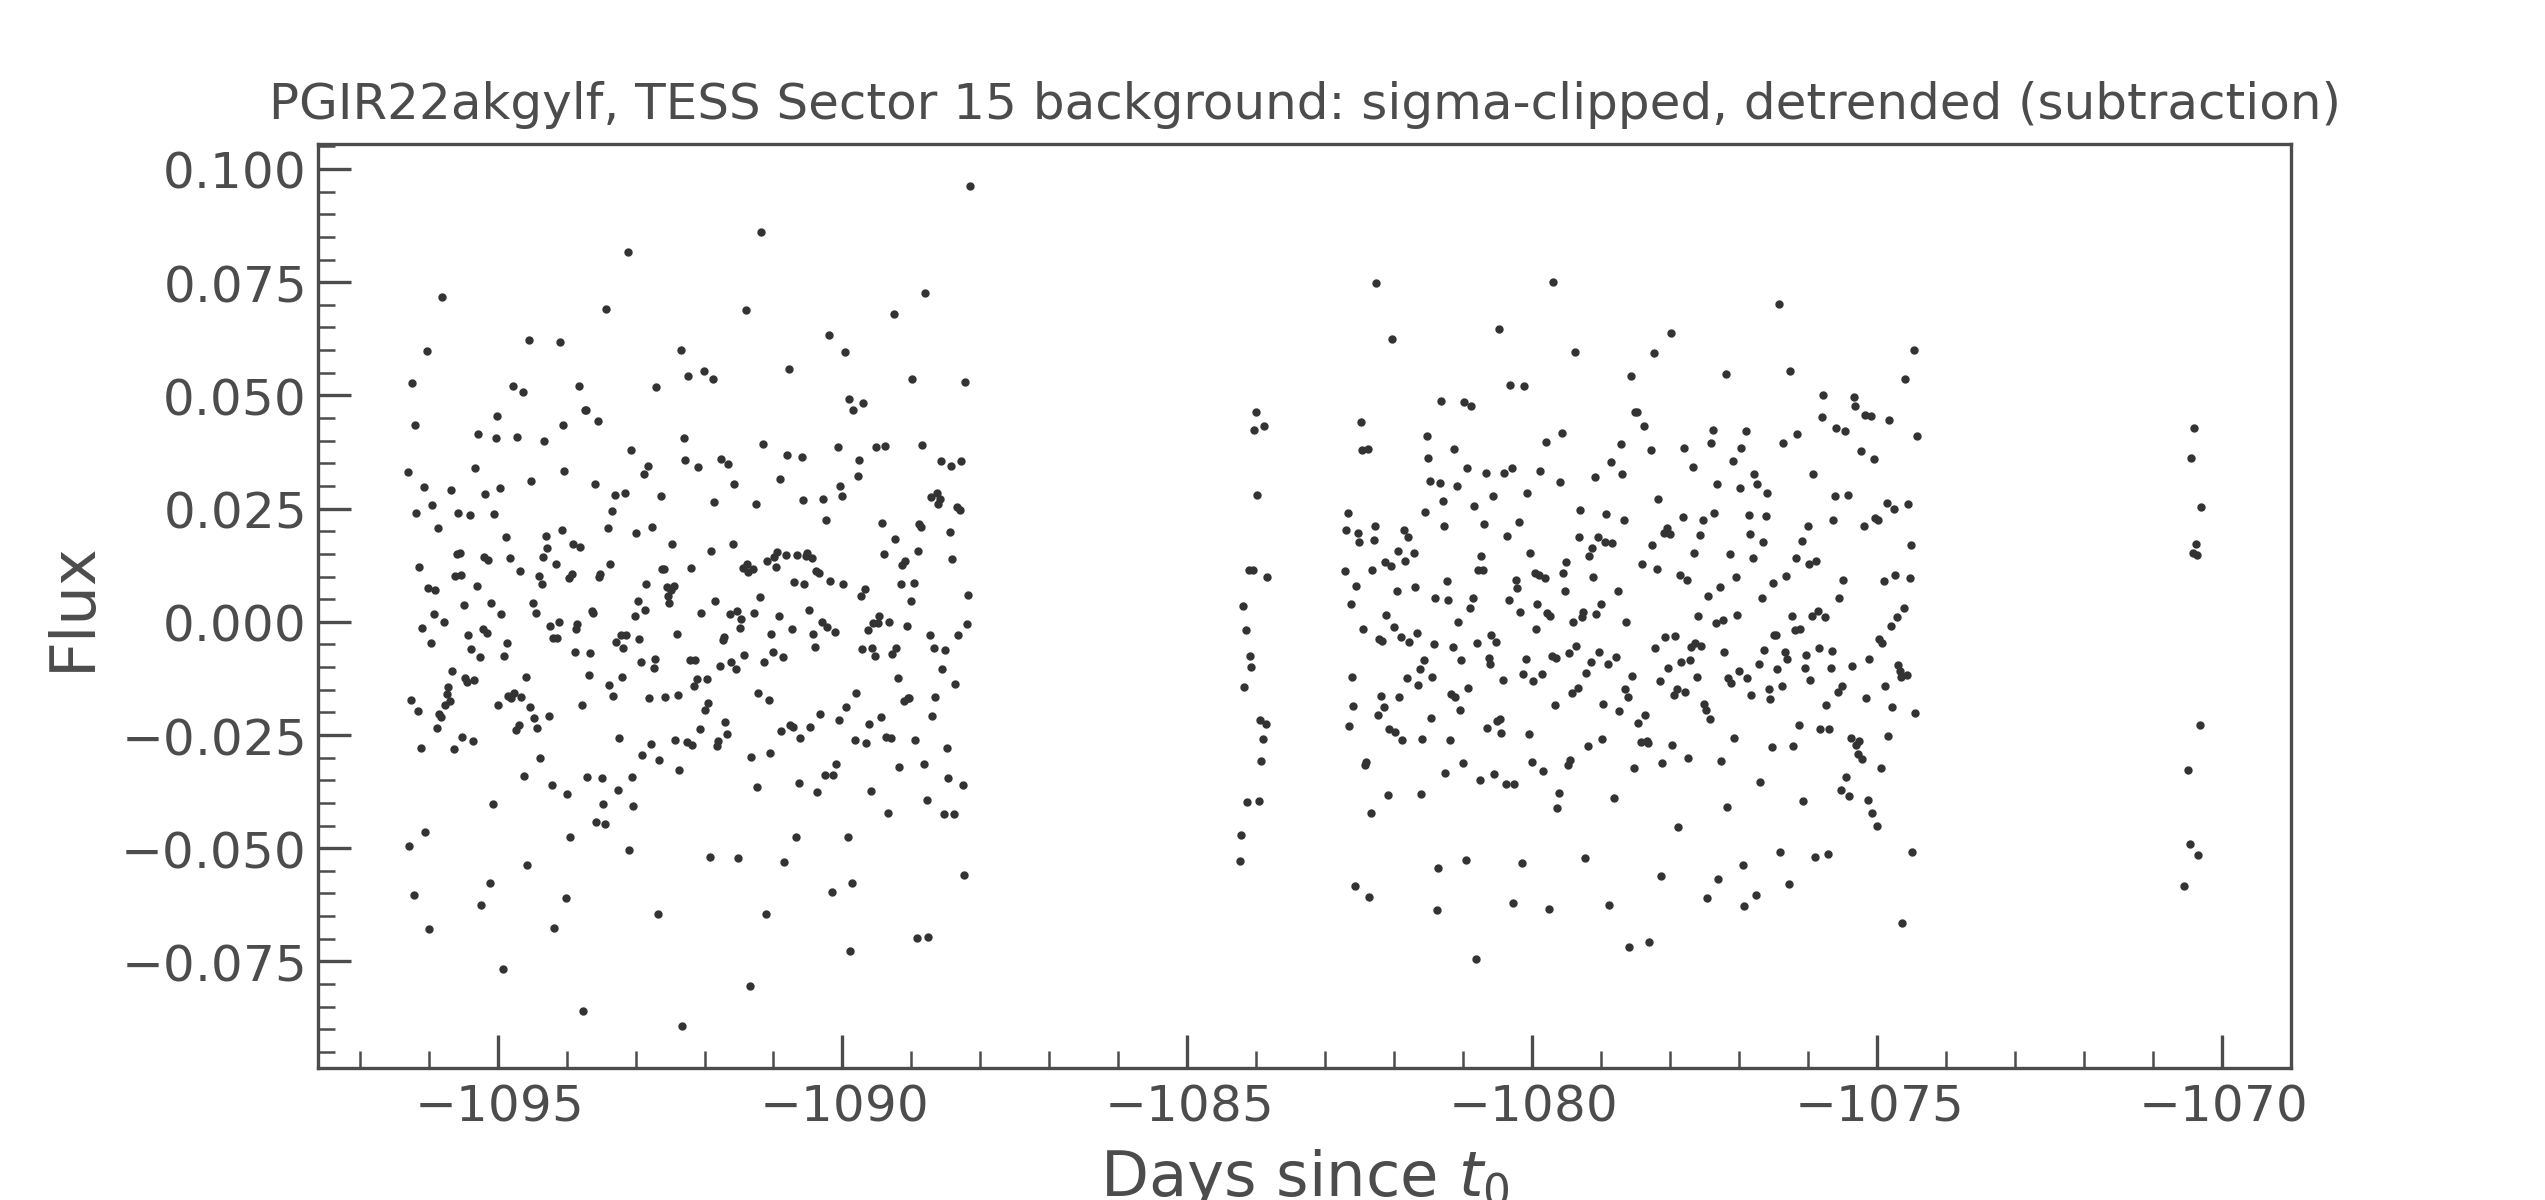 PGIR22akgylf, TESS Sector 15 background: sigma-clipped, detrended (subtraction)
0.100
0.075
0.050
0.025
0.000
−0.025
−0.050
−0.075
Flux
−1095 −1090 −1085 −1080 −1075 −1070
Days since t0